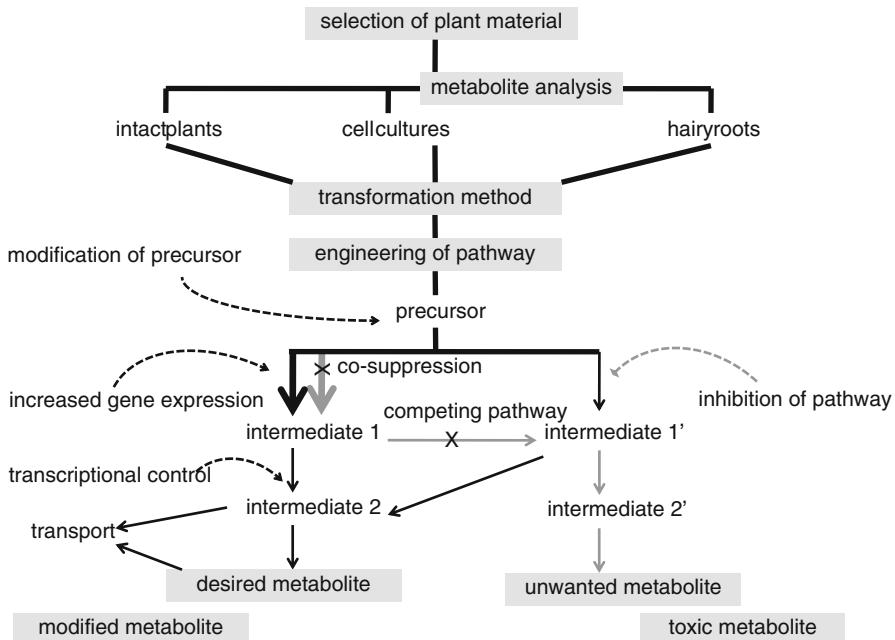 selection of plant material
metabolite analysis
intactplants
cellcultures
hairyroots
transformation method
engineering of pathway
modification of precursor
precursor
co-suppression
increased gene expression
competing pathway
inhibition of pathway
intermediate 1
X
intermediate 1'
transcriptional control
intermediate 2
intermediate 2'
transport
desired metabolite
unwanted metabolite
modified metabolite
toxic metabolite